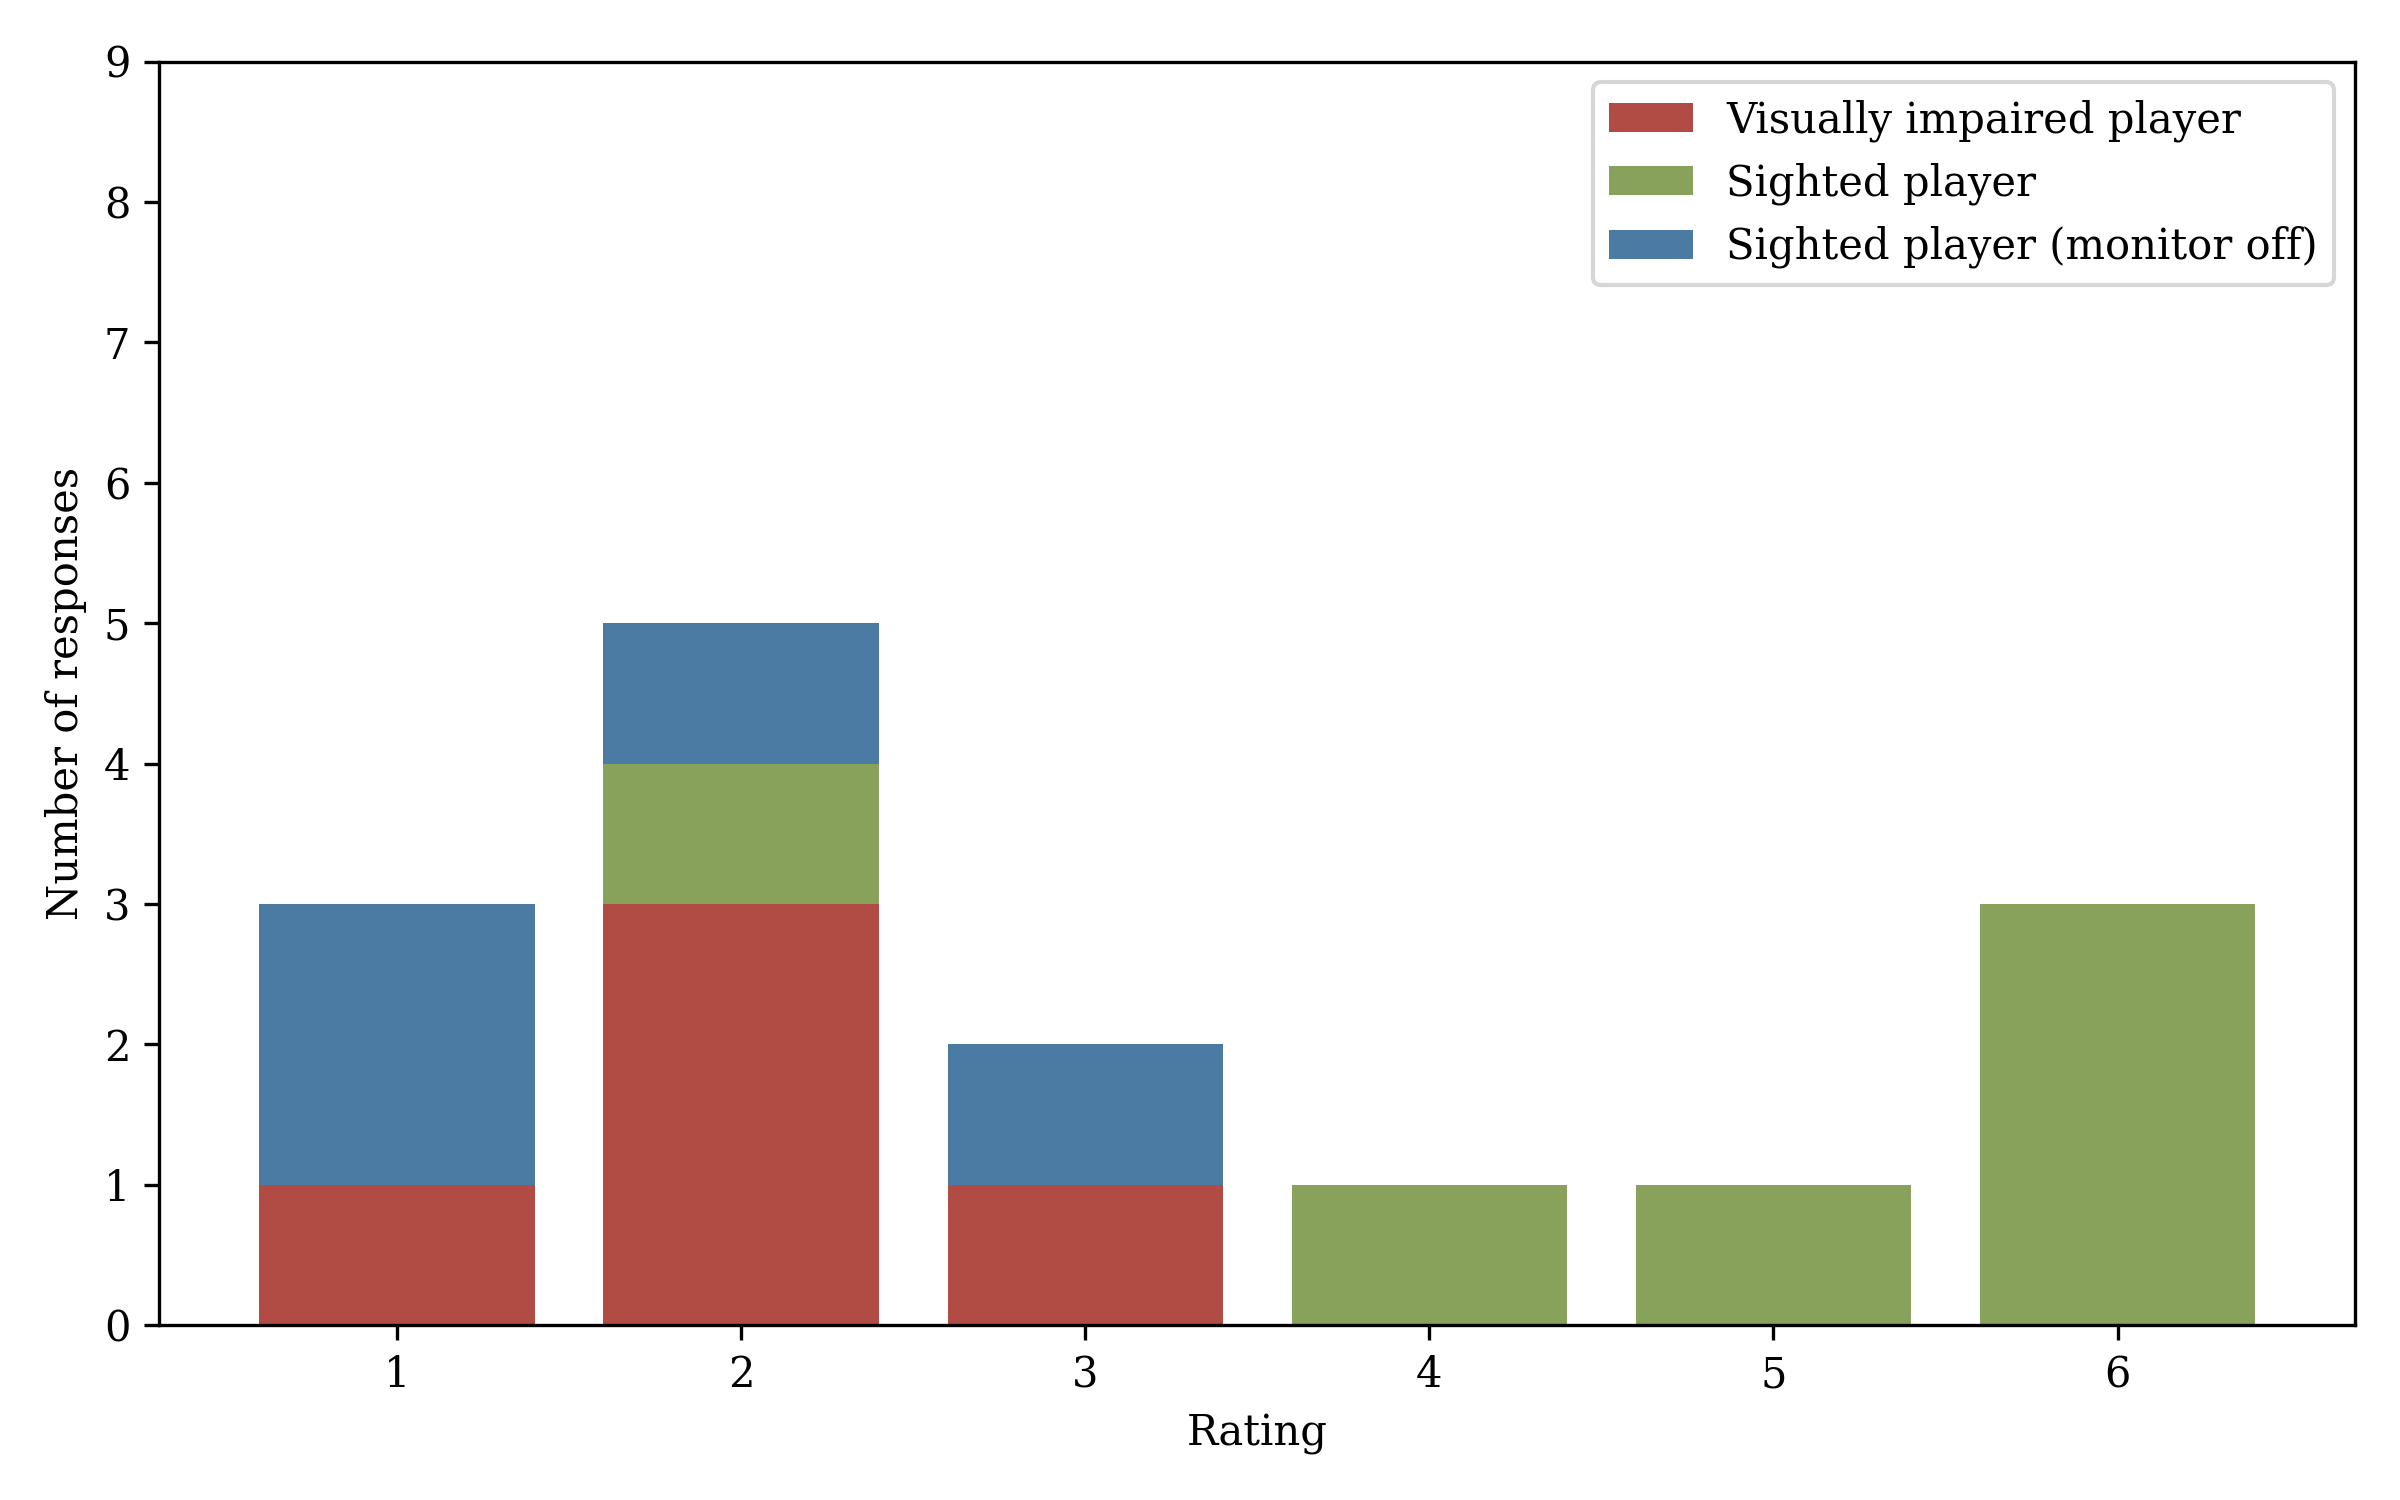 9
8
7
6
5
4
3
2
1
0
Number of responses
Visually impaired player
Sighted player
Sighted player (monitor off)
1 2 3 4 5 6
Rating